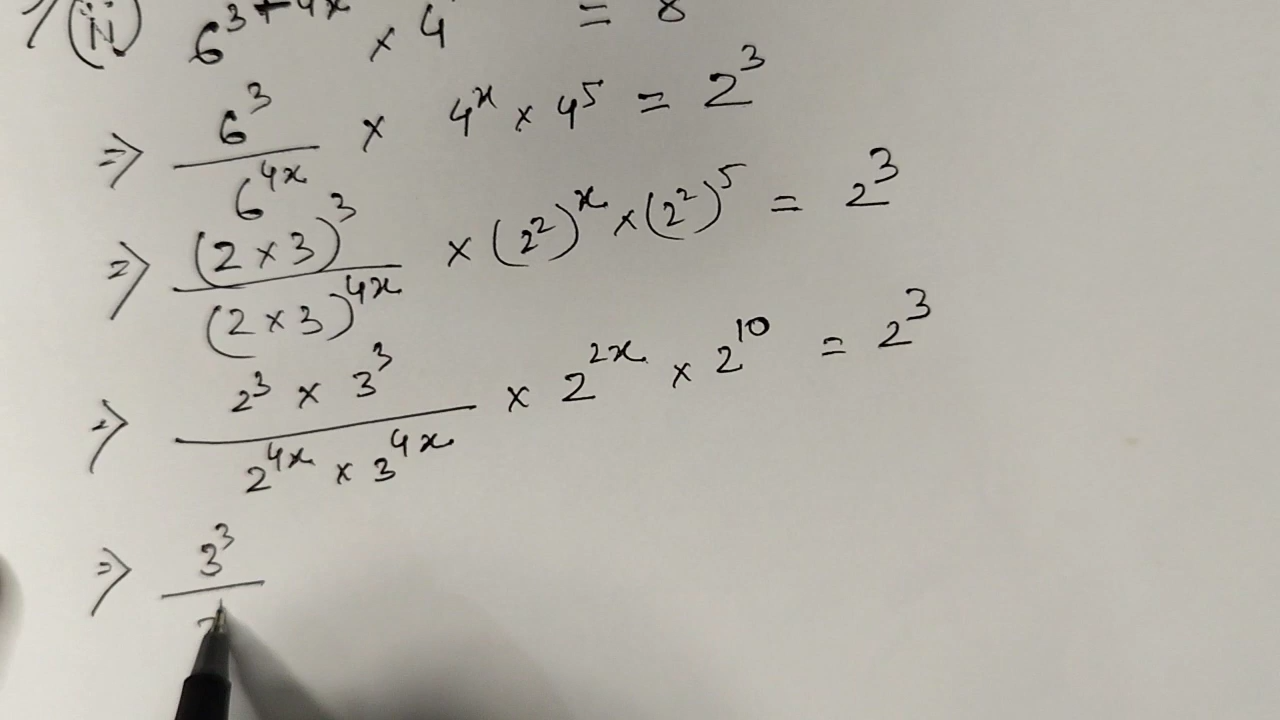 (ii) 6^{3+4x} × 4 = 8
⇒ 6^3 / 6^{4x} × 4^x × 4^5 = 2^3
⇒ (2 × 3)^3 / (2 × 3)^{4x} × (2^2)^x × (2^2)^5 = 2^3
⇒ 2^3 × 3^3 / 2^{4x} × 3^{4x} × 2^{2x} × 2^{10} = 2^3
⇒ 3^3 /